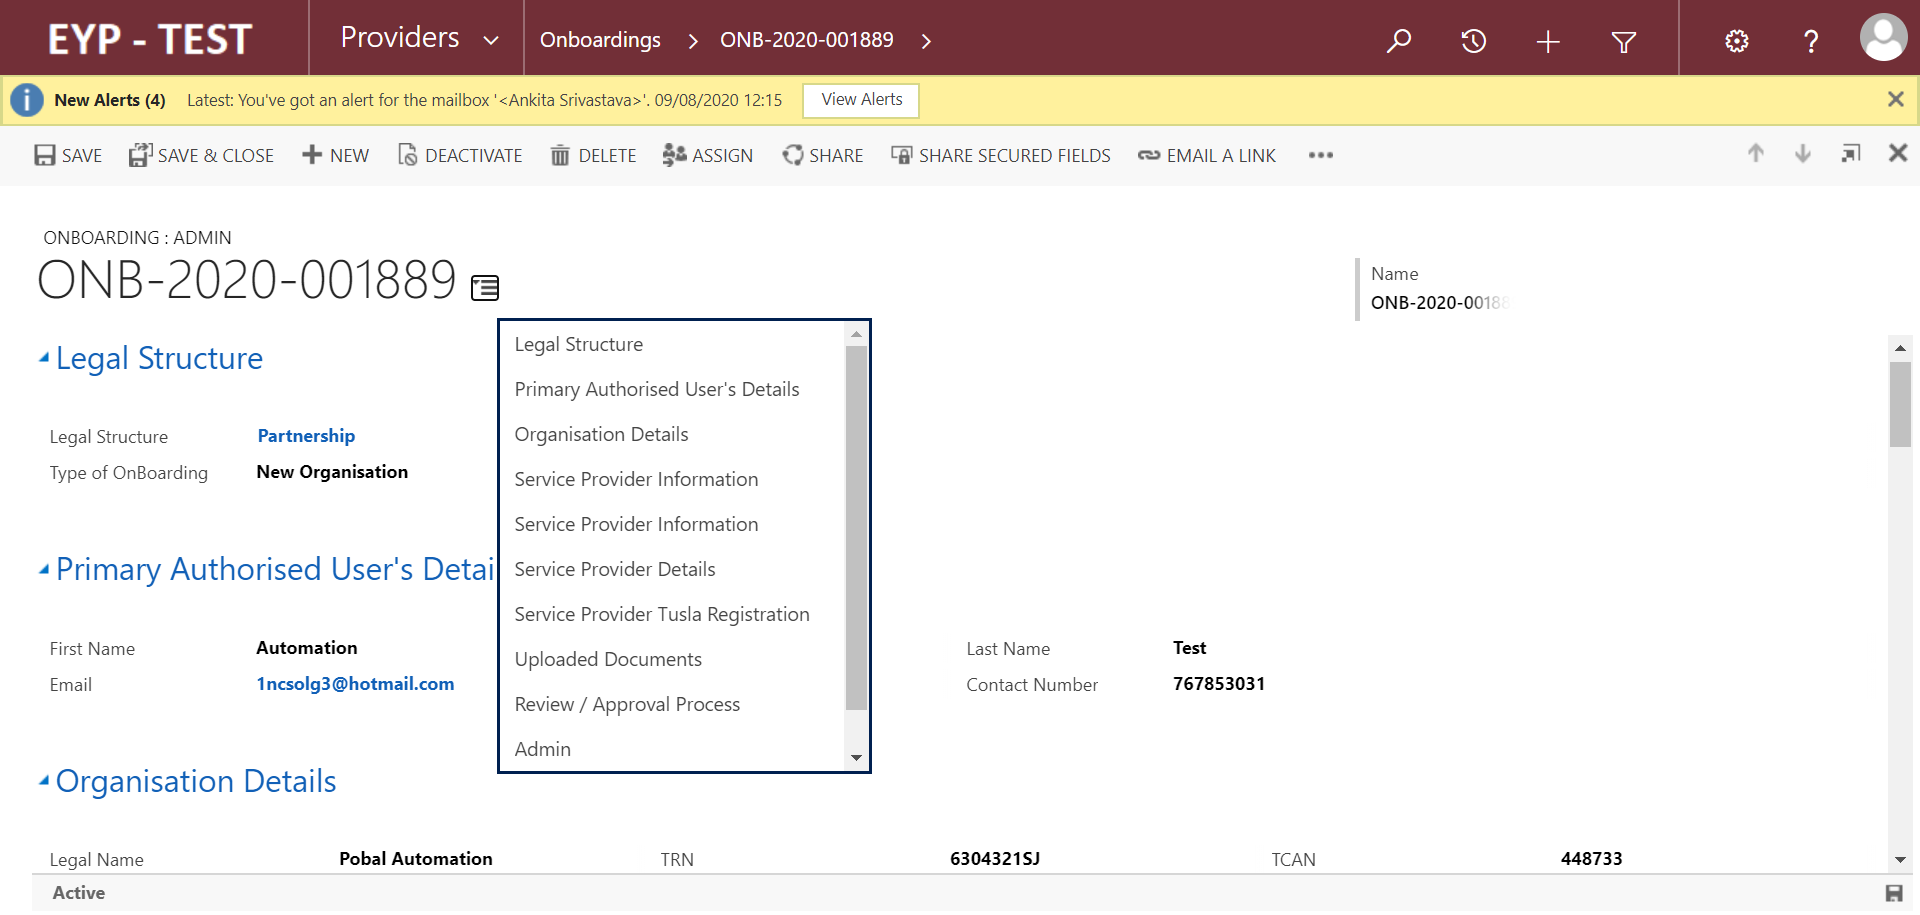 EYP - TEST
Providers
Onboardings
ONB-2020-001889
New Alerts (4) Latest: You've got an alert for the mailbox '<Ankita Srivastava>'. 09/08/2020 12:15 View Alerts
SAVE SAVE & CLOSE NEW DEACTIVATE DELETE ASSIGN SHARE SHARE SECURED FIELDS EMAIL A LINK
ONBOARDING : ADMIN
ONB-2020-001889
Name
ONB-2020-00188
Legal Structure
Primary Authorised User's Details
Organisation Details
Service Provider Information
Service Provider Information
Service Provider Details
Service Provider Tusla Registration
Uploaded Documents
Review / Approval Process
Admin
Legal Structure
Legal Structure Partnership
Type of OnBoarding New Organisation
Primary Authorised User's Detai
First Name Automation
Last Name Test
Email 1ncsolg3@hotmail.com
Contact Number 767853031
Organisation Details
Legal Name Pobal Automation TRN 6304321SJ TCAN 448733
Active